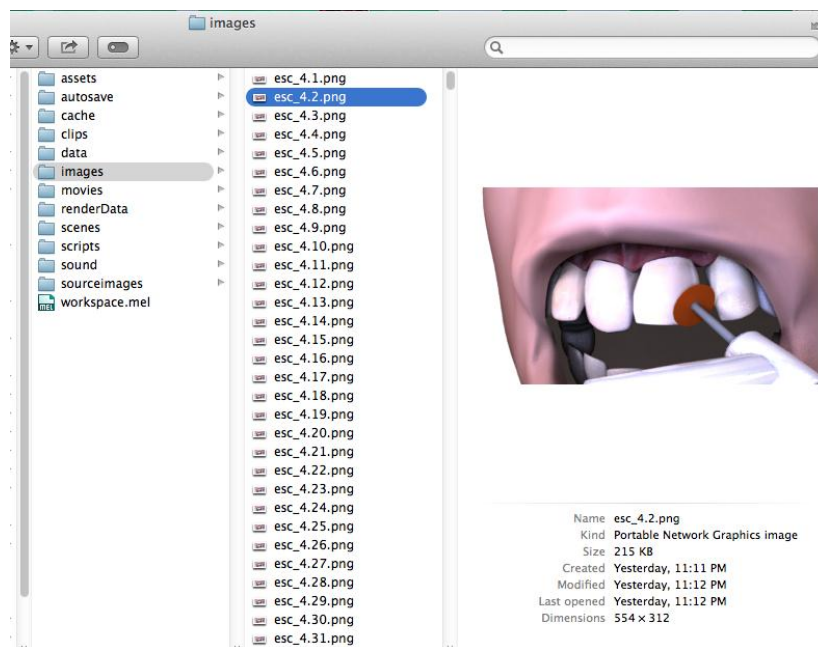 images
assets
autosave
cache
clips
data
images
movies
renderData
scenes
scripts
sound
sourceimages
MEL
workspace.mel
esc_4.1.png
esc_4.2.png
esc_4.3.png
esc_4.4.png
esc_4.5.png
esc_4.6.png
esc_4.7.png
esc_4.8.png
esc_4.9.png
esc_4.10.png
esc_4.11.png
esc_4.12.png
esc_4.13.png
esc_4.14.png
esc_4.15.png
esc_4.16.png
esc_4.17.png
esc_4.18.png
esc_4.19.png
esc_4.20.png
esc_4.21.png
esc_4.22.png
esc_4.23.png
esc_4.24.png
esc_4.25.png
esc_4.26.png
esc_4.27.png
esc_4.28.png
esc_4.29.png
esc_4.30.png
esc_4.31.png
Name esc_4.2.png
Kind Portable Network Graphics image
Size 215 KB
Created Yesterday, 11:11 PM
Modified Yesterday, 11:12 PM
Last opened Yesterday, 11:12 PM
Dimensions 554 × 312